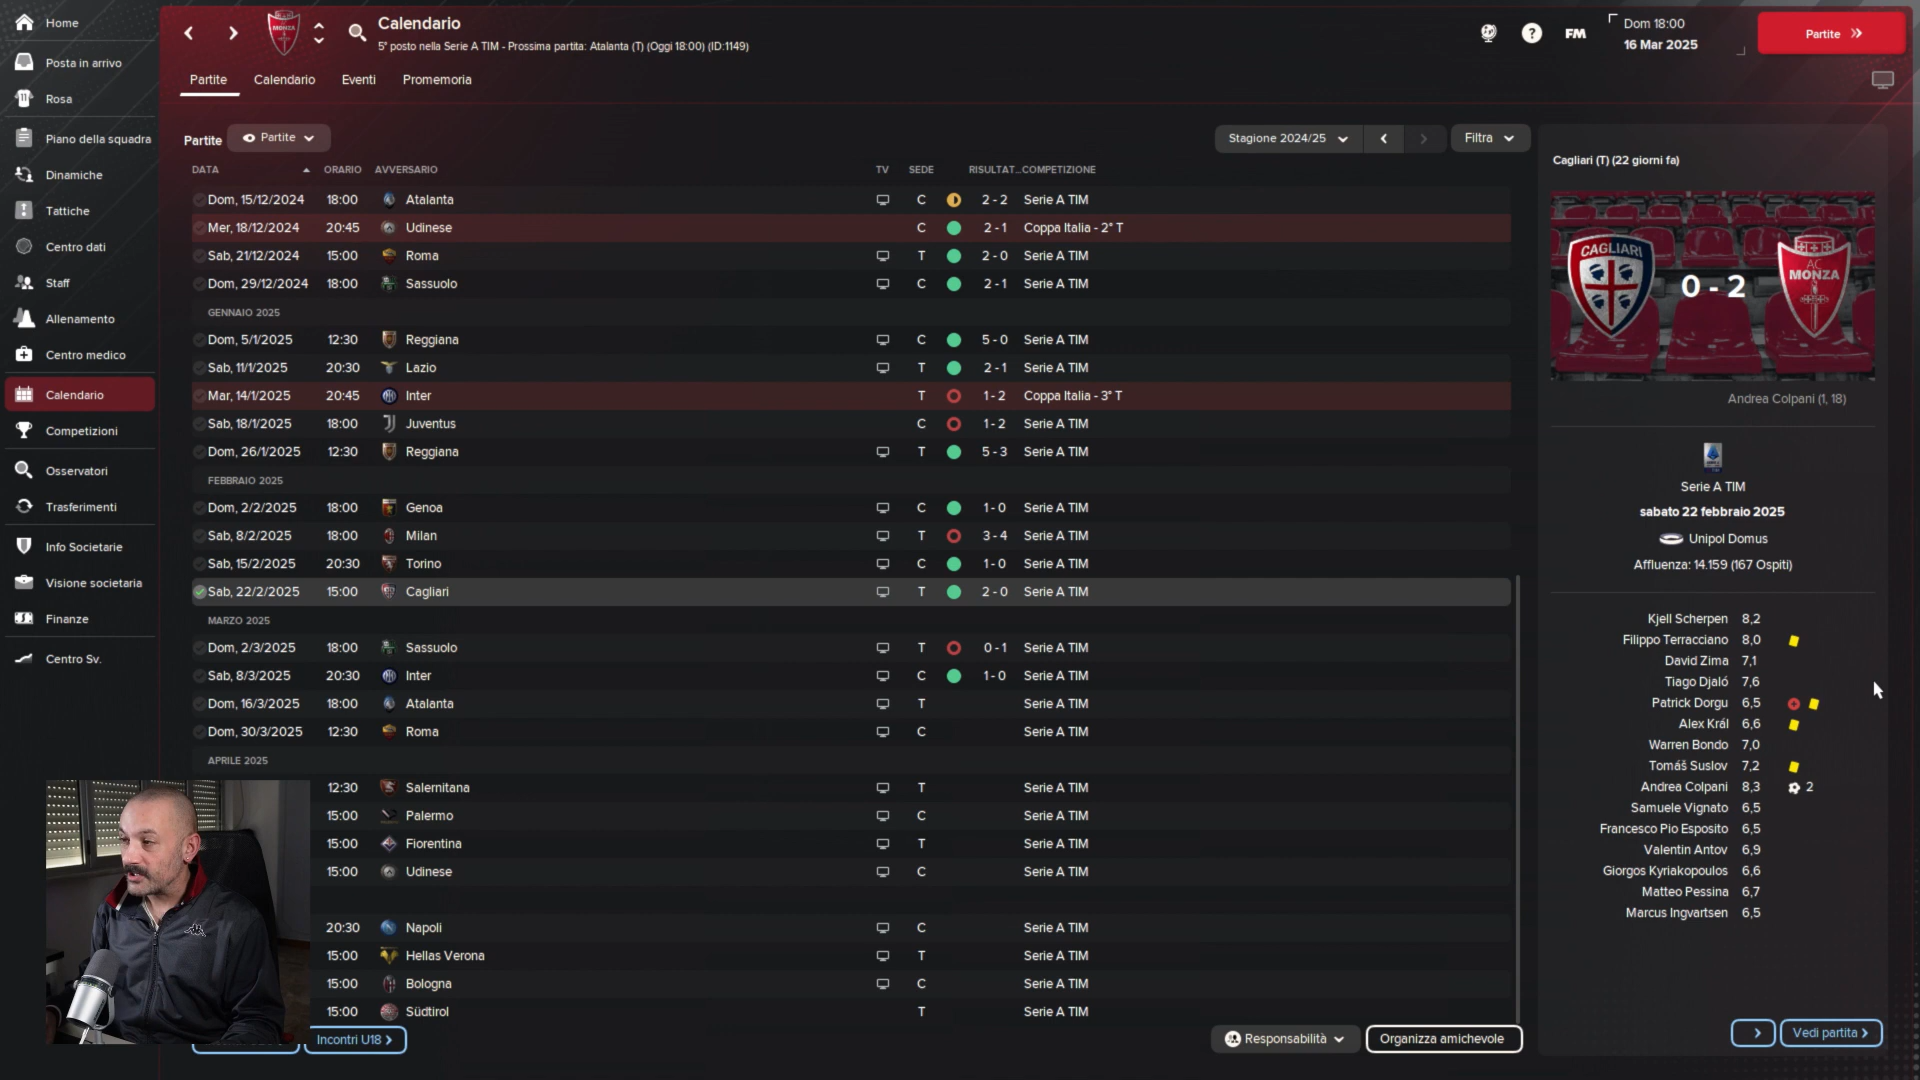 Home
Posta in arrivo
Rosa
Piano della squadra
Dinamiche
Tattiche
Centro dati
Staff
Allenamento
Centro medico
Calendario
Competizioni
Osservatori
Trasferimenti
Info Societarie
Visione societaria
Finanze
Centro Sv.
Calendario
5° posto nella Serie A TIM - Prossima partita: Atalanta (T) (Oggi 18:00) (ID:1149)
FM
Dom 18:00
16 Mar 2025
Partite
Partite Calendario Eventi Promemoria
Partite Partite Stagione 2024/25 Filtra
DATA ORARIO AVVERSARIO TV SEDE RISULTAT... COMPETIZIONE
Dom, 15/12/2024 18:00 Atalanta C 2 - 2 Serie A TIM
Mer, 18/12/2024 20:45 Udinese C 2 - 1 Coppa Italia - 2° T
Sab, 21/12/2024 15:00 Roma T 2 - 0 Serie A TIM
Dom, 29/12/2024 18:00 Sassuolo C 2 - 1 Serie A TIM
GENNAIO 2025
Dom, 5/1/2025 12:30 Reggiana C 5 - 0 Serie A TIM
Sab, 11/1/2025 20:30 Lazio T 2 - 1 Serie A TIM
Mar, 14/1/2025 20:45 Inter T 1 - 2 Coppa Italia - 3° T
Sab, 18/1/2025 18:00 Juventus C 1 - 2 Serie A TIM
Dom, 26/1/2025 12:30 Reggiana T 5 - 3 Serie A TIM
FEBBRAIO 2025
Dom, 2/2/2025 18:00 Genoa C 1 - 0 Serie A TIM
Sab, 8/2/2025 18:00 Milan T 3 - 4 Serie A TIM
Sab, 15/2/2025 20:30 Torino C 1 - 0 Serie A TIM
Sab, 22/2/2025 15:00 Cagliari T 2 - 0 Serie A TIM
MARZO 2025
Dom, 2/3/2025 18:00 Sassuolo T 0 - 1 Serie A TIM
Sab, 8/3/2025 20:30 Inter C 1 - 0 Serie A TIM
Dom, 16/3/2025 18:00 Atalanta T Serie A TIM
Dom, 30/3/2025 12:30 Roma C Serie A TIM
APRILE 2025
12:30 Salernitana T Serie A TIM
15:00 Palermo C Serie A TIM
15:00 Fiorentina T Serie A TIM
15:00 Udinese C Serie A TIM
20:30 Napoli C Serie A TIM
15:00 Hellas Verona T Serie A TIM
15:00 Bologna C Serie A TIM
15:00 Südtirol T Serie A TIM
Incontri U18 Responsabilità Organizza amichevole
Cagliari (T) (22 giorni fa)
CAGLIARI
0 - 2
AC
MONZA
Andrea Colpani (1, 18)
Serie A TIM
sabato 22 febbraio 2025
Unipol Domus
Affluenza: 14.159 (167 Ospiti)
Kjell Scherpen 8,2
Filippo Terracciano 8,0
David Zima 7,1
Tiago Djaló 7,6
Patrick Dorgu 6,5
Alex Král 6,6
Warren Bondo 7,0
Tomáš Suslov 7,2
Andrea Colpani 8,3 2
Samuele Vignato 6,5
Francesco Pio Esposito 6,5
Valentin Antov 6,9
Giorgos Kyriakopoulos 6,6
Matteo Pessina 6,7
Marcus Ingvartsen 6,5
Vedi partita